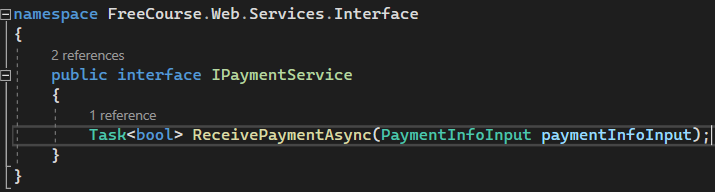 namespace FreeCourse.Web.Services.Interface
{
2 references
public interface IPaymentService
{
1 reference
Task<bool> ReceivePaymentAsync(PaymentInfoInput paymentInfoInput);
}
}